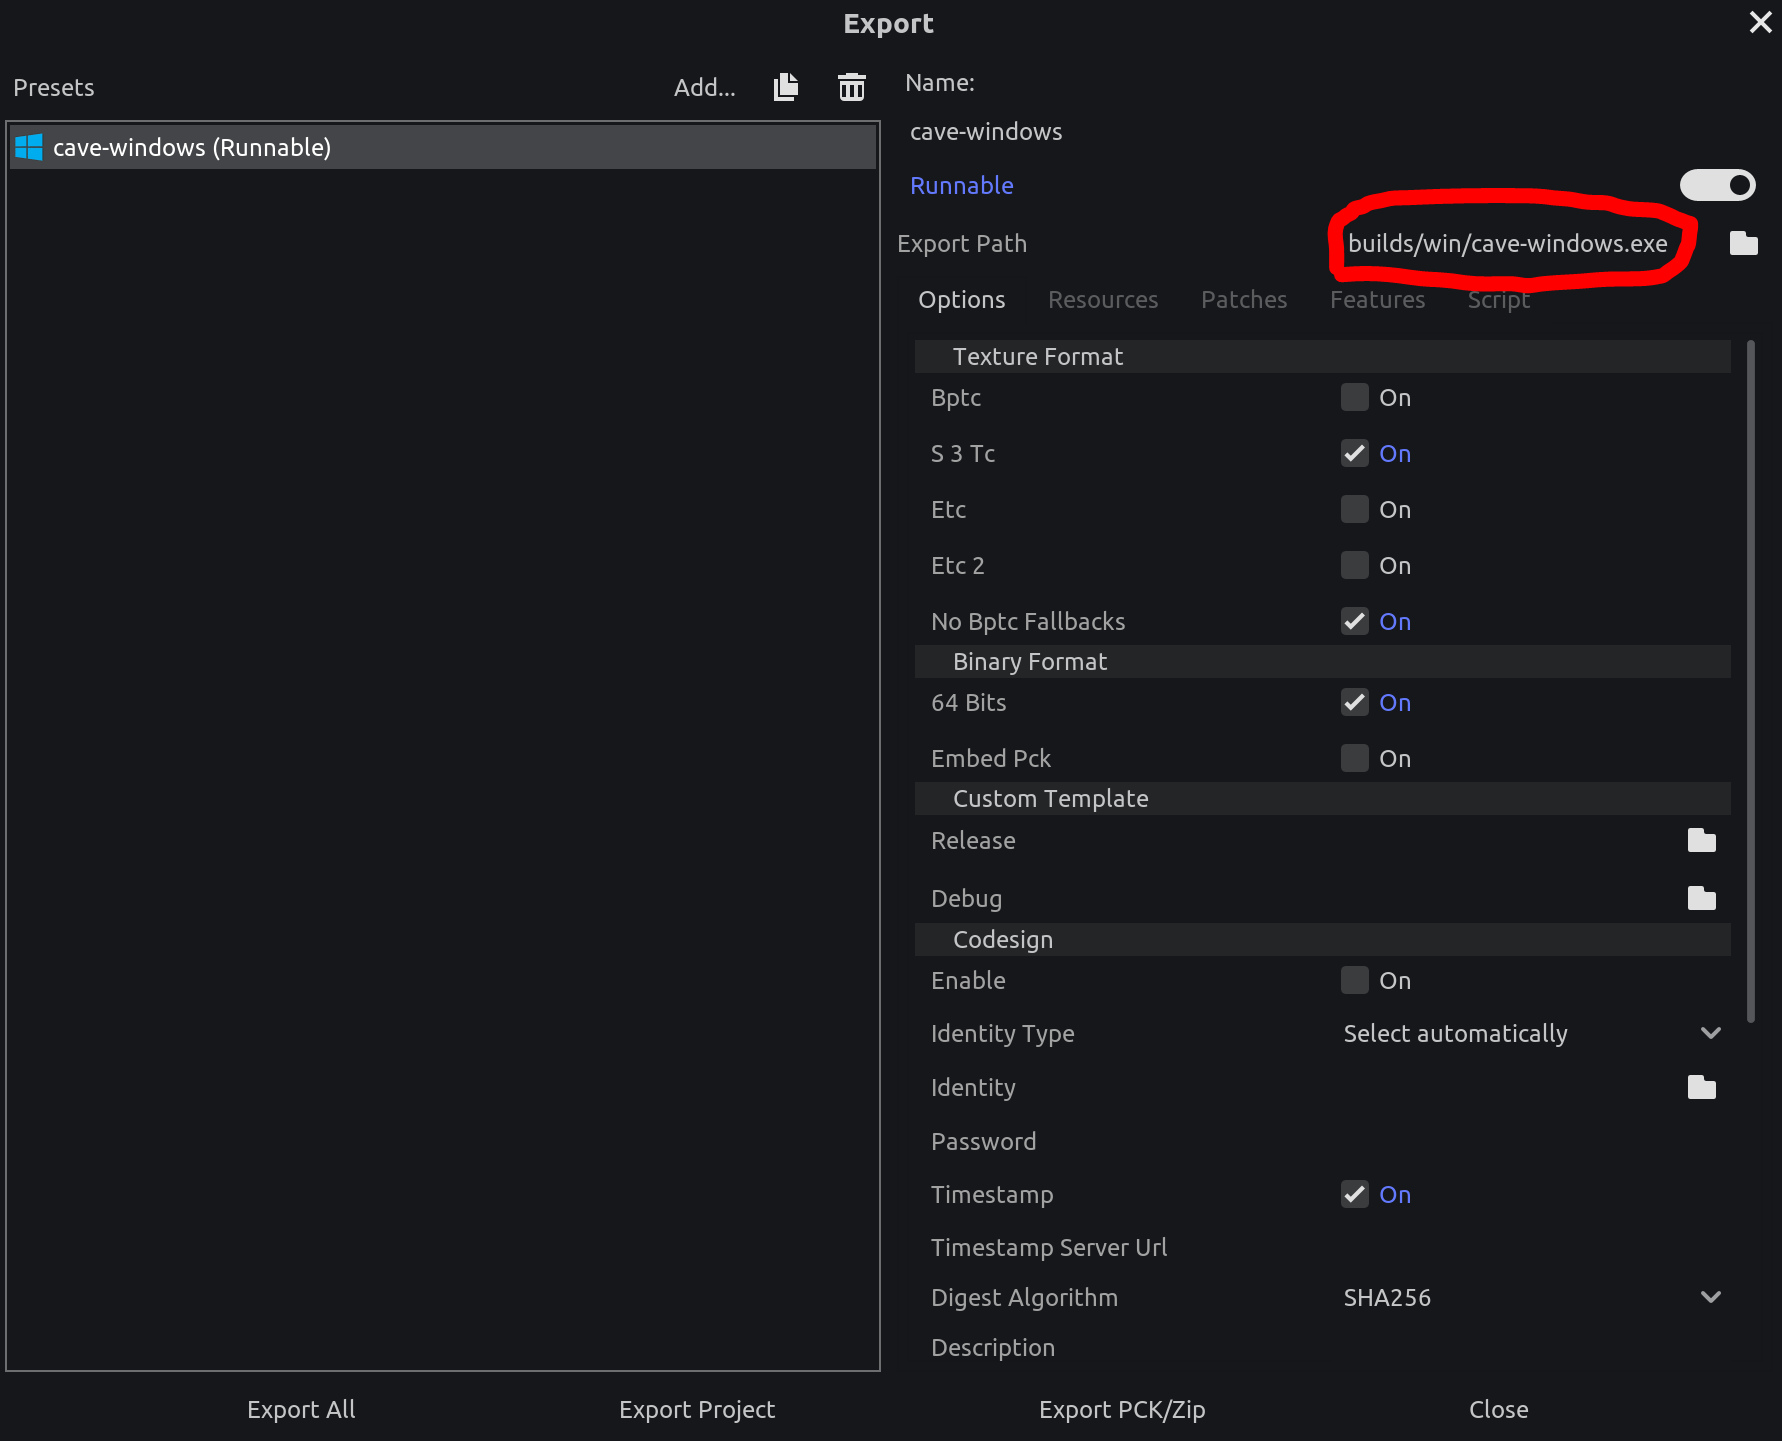 Export
Presets
Add...
cave-windows (Runnable)
Name:
cave-windows
Runnable
Export Path builds/win/cave-windows.exe
Options Resources Patches Features Script
Texture Format
Bptc On
S 3 Tc On
Etc On
Etc 2 On
No Bptc Fallbacks On
Binary Format
64 Bits On
Embed Pck On
Custom Template
Release
Debug
Codesign
Enable On
Identity Type Select automatically
Identity
Password
Timestamp On
Timestamp Server Url
Digest Algorithm SHA256
Description
Export All Export Project Export PCK/Zip Close